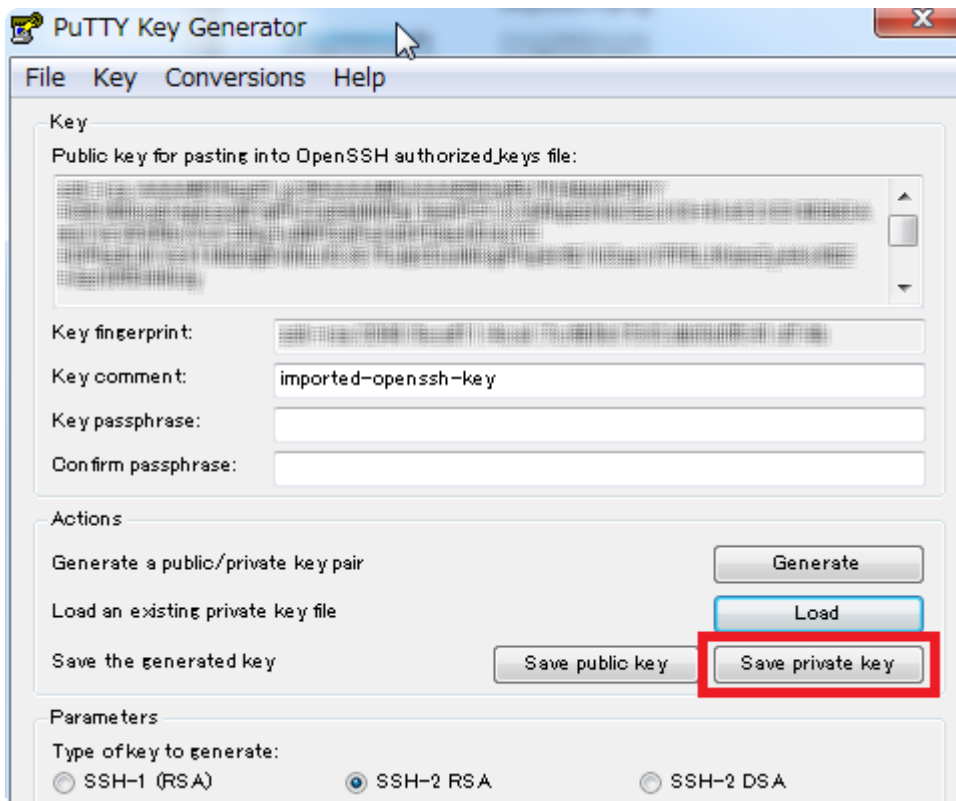 PuTTY Key Generator
File Key Conversions Help
Key
Public key for pasting into OpenSSH authorized_keys file:
Key fingerprint:
Key comment: imported-openssh-key
Key passphrase:
Confirm passphrase:
Actions
Generate a public/private key pair Generate
Load an existing private key file Load
Save the generated key Save public key Save private key
Parameters
Type of key to generate:
SSH-1 (RSA) SSH-2 RSA SSH-2 DSA